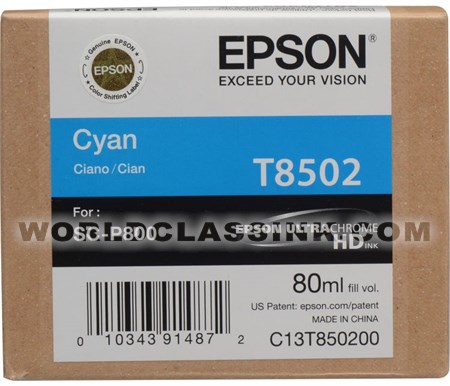 Genuine EPSON
EPSON
Color Shifting Label
EPSON®
EXCEED YOUR VISION
Cyan
Ciano/Cian
T8502
For :
SC-P800
EPSON ULTRACHROME
HD INK
WORLDCLASSINK.COM
80ml fill vol.
US Patent: epson.com/patent
MADE IN CHINA
C13T850200
0 10343 91487 2